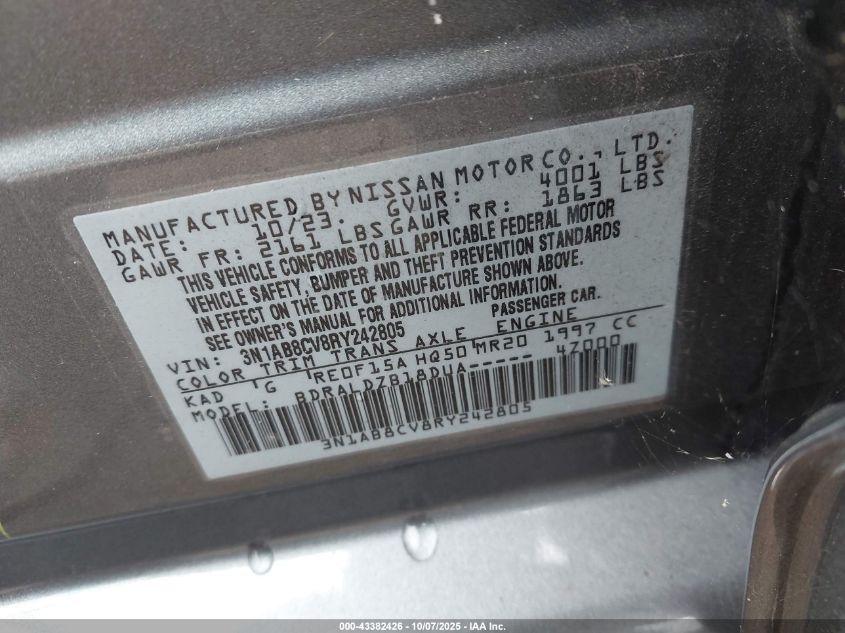 MANUFACTURED BY NISSAN MOTOR CO., LTD.
DATE: 10/23. GVWR: 4001 LBS
GAWR FR: 2161 LBS GAWR RR: 1863 LBS
THIS VEHICLE CONFORMS TO ALL APPLICABLE FEDERAL MOTOR
VEHICLE SAFETY, BUMPER AND THEFT PREVENTION STANDARDS
IN EFFECT ON THE DATE OF MANUFACTURE SHOWN ABOVE.
SEE OWNER'S MANUAL FOR ADDITIONAL INFORMATION.
VIN: 3N1AB8CV8RY242805 PASSENGER CAR.
COLOR TRIM TRANS AXLE ENGINE
KAD G RE0F15A HQ50 MR20 1997 CC
MODEL: BDRALDZB18DUA----- 4Z000
3N1AB8CV8RY242805
000-43382426 - 10/07/2025 - IAA Inc.